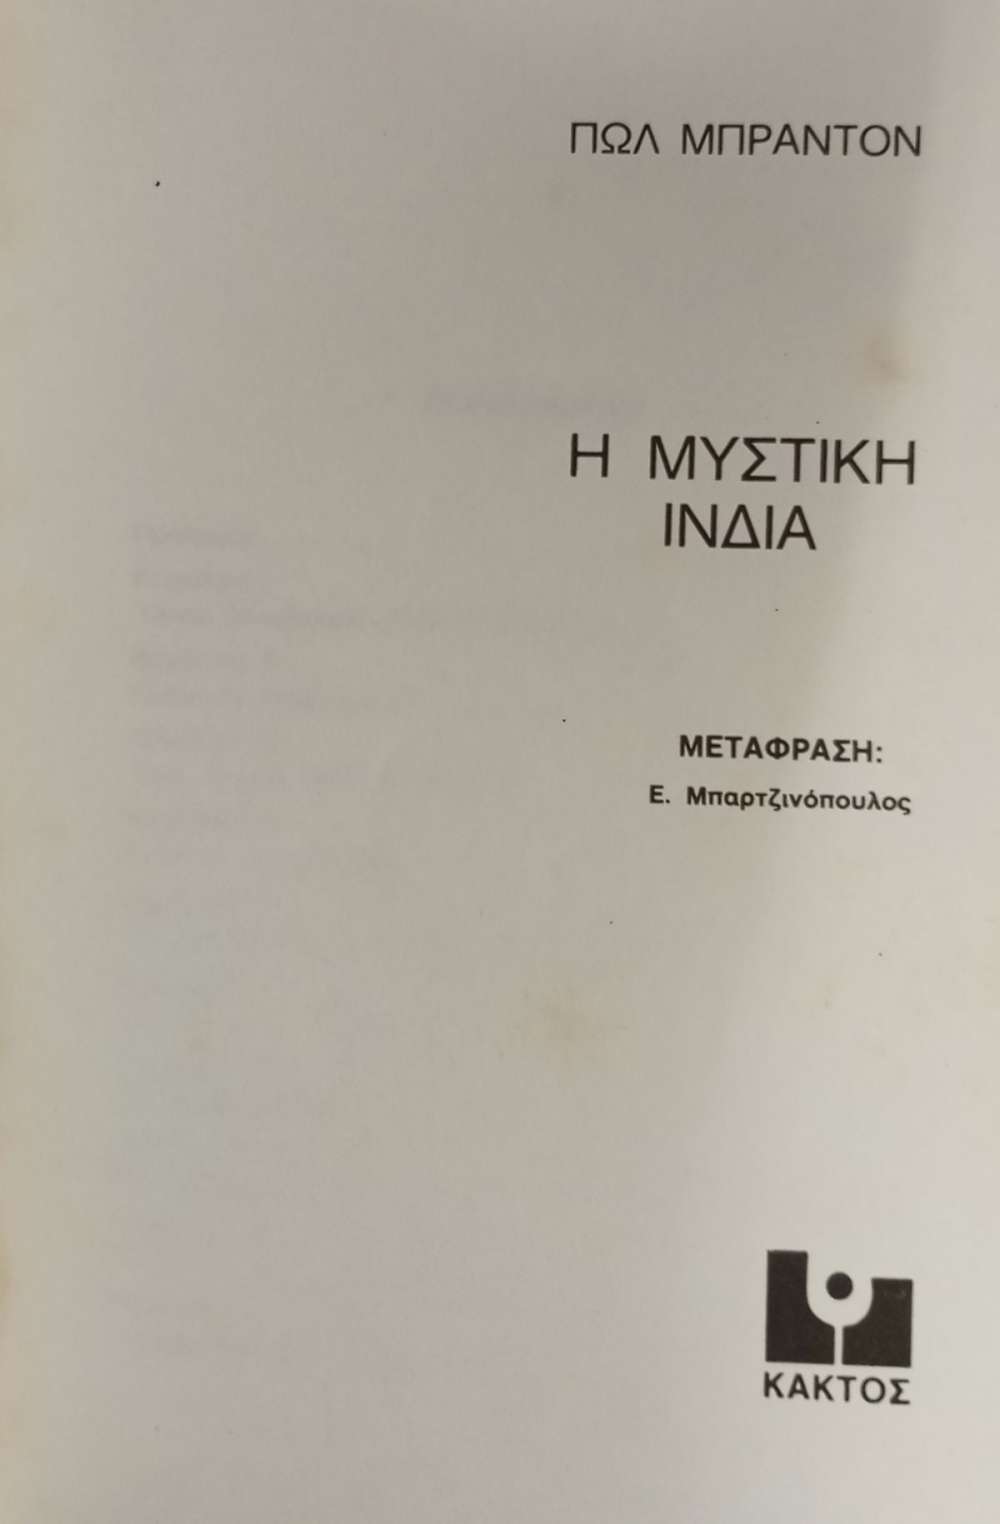 ΠΩΛ ΜΠΡΑΝΤΟΝ
Η ΜΥΣΤΙΚΗ
ΙΝΔΙΑ
ΜΕΤΑΦΡΑΣΗ:
Ε. Μπαρτζινόπουλος
ΚΑΚΤΟΣ